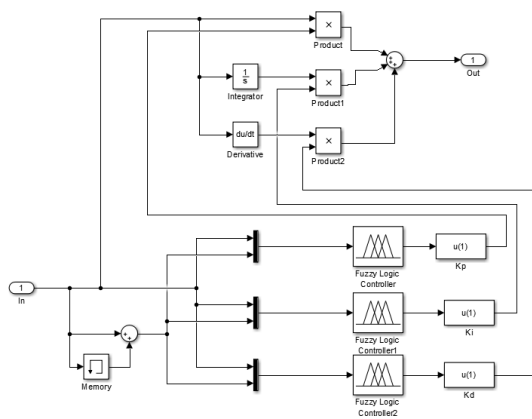 ×
Product
1
s
Integrator
×
Product1
+
+
+
1
Out
du/dt
Derivative
×
Product2
Fuzzy Logic
Controller
u(1)
Kp
1
In
+
+
Memory
Fuzzy Logic
Controller1
u(1)
Ki
Fuzzy Logic
Controller2
u(1)
Kd